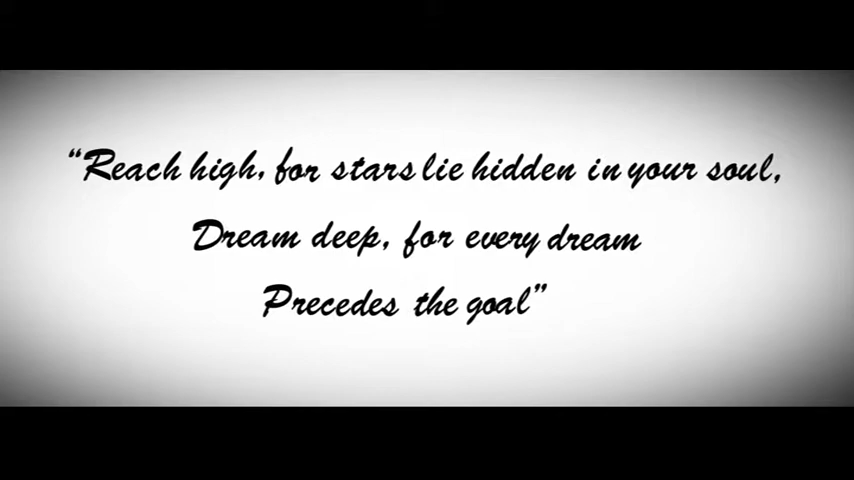 “Reach high, for stars lie hidden in your soul,
Dream deep, for every dream
Precedes the goal”